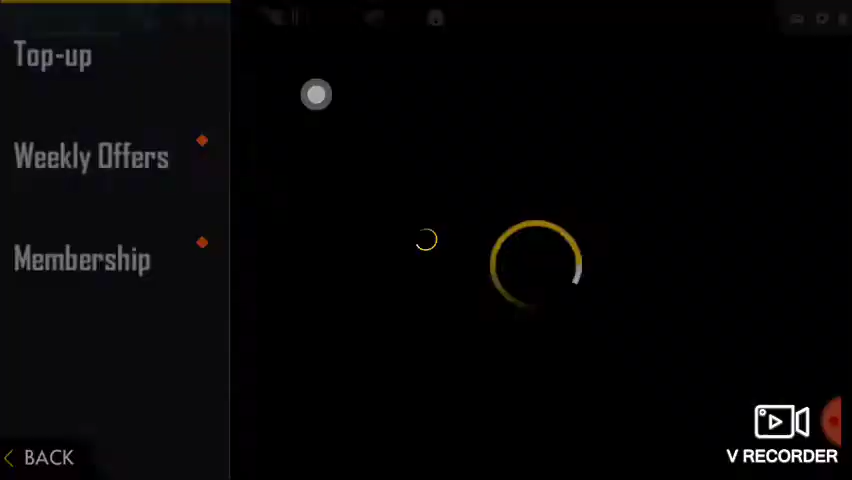 Top-up
Weekly Offers
Membership
BACK
V RECORDER